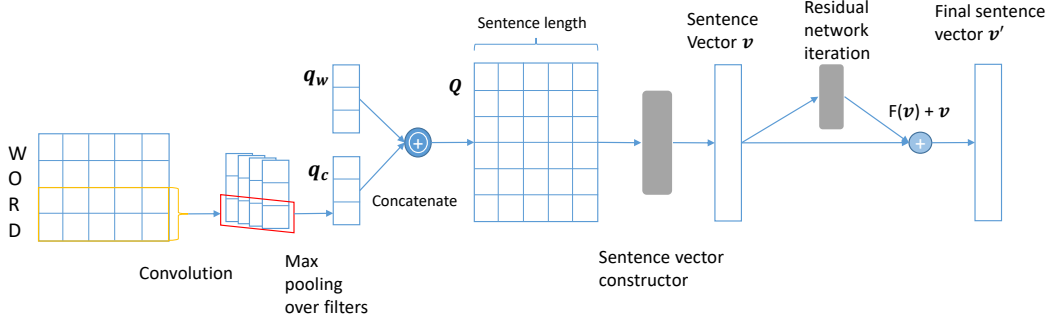 Sentence length
Sentence
Vector v
Residual
network
iteration
Final sentence
vector v′
q_w
Q
F(v) + v
W
O
R
D
q_c
Concatenate
Convolution
Max
pooling
over filters
Sentence vector
constructor